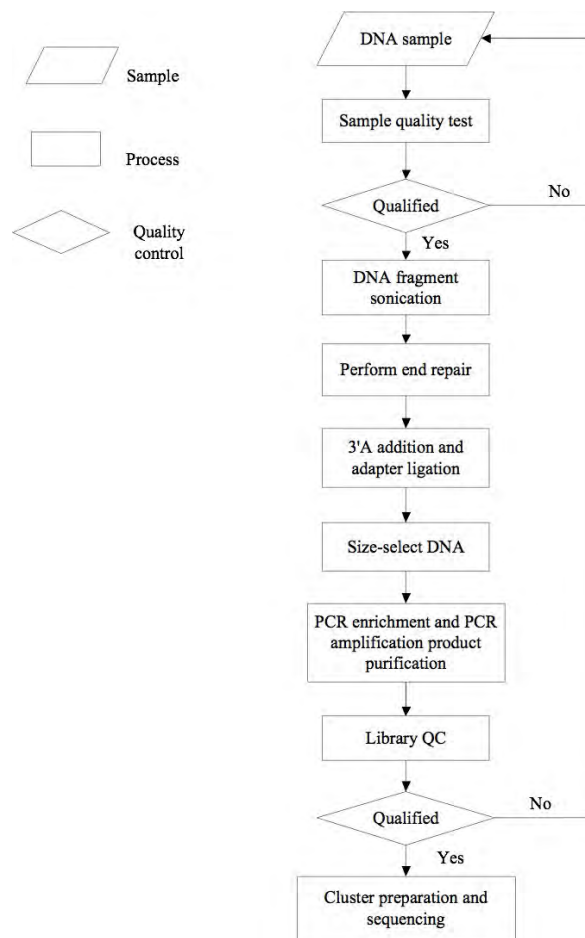 Sample
Process
Quality
control
DNA sample
Sample quality test
Qualified
No
Yes
DNA fragment
sonication
Perform end repair
3'A addition and
adapter ligation
Size-select DNA
PCR enrichment and PCR
amplification product
purification
Library QC
Qualified
No
Yes
Cluster preparation and
sequencing